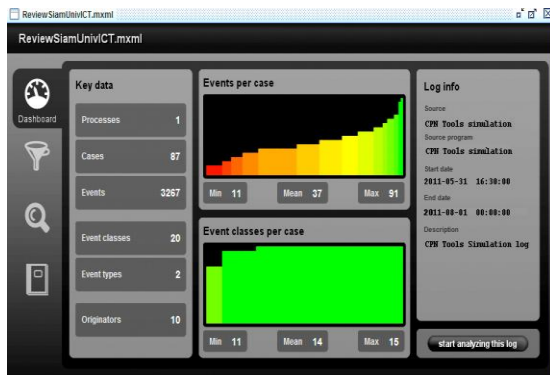 ReviewSiamUnivICT.mxml
ReviewSiamUnivICT.mxml
Dashboard
Key data
Processes 1
Cases 87
Events 3267
Event classes 20
Event types 2
Originators 10
Events per case
Min 11 Mean 37 Max 91
Event classes per case
Min 11 Mean 14 Max 15
Log info
Source
CPN Tools simulation
Source program
CPN Tools simulation
Start date
2011-05-31 16:30:00
End date
2011-08-01 00:00:00
Description
CPN Tools Simulation log
start analyzing this log